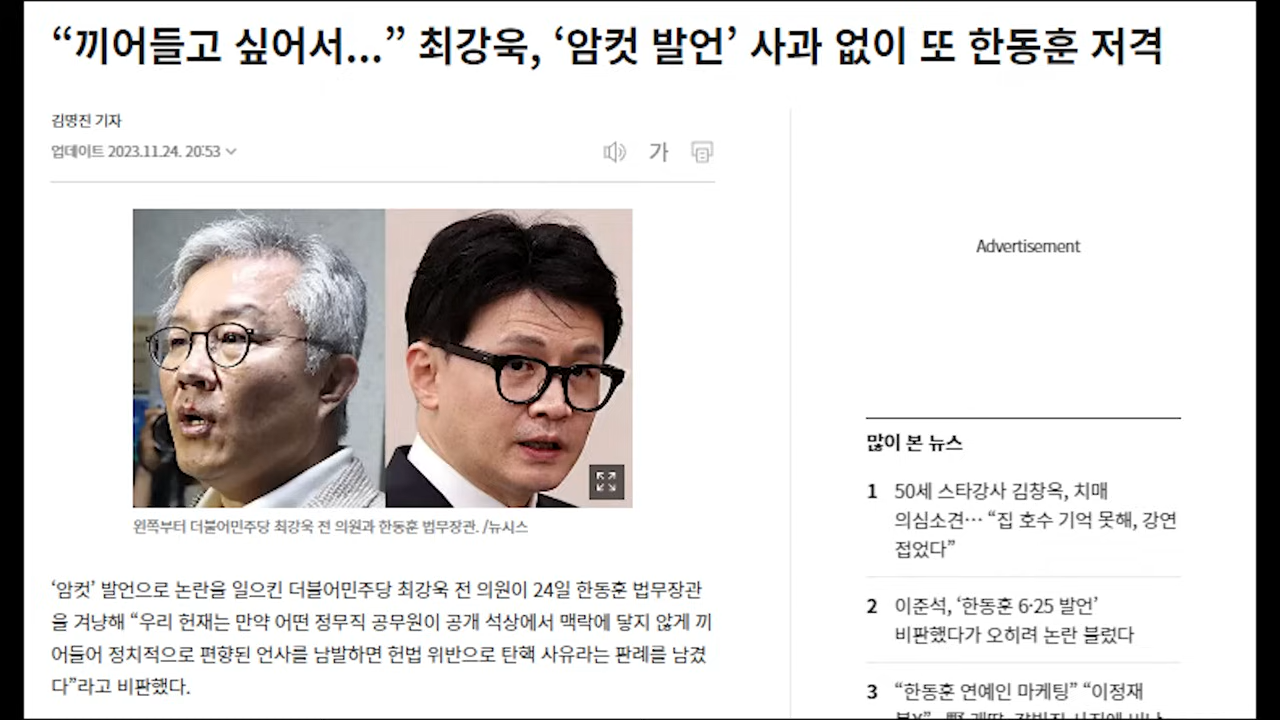 “끼어들고 싶어서...” 최강욱, ‘암컷 발언’ 사과 없이 또 한동훈 저격
김명진 기자
업데이트 2023.11.24. 20:53
가
왼쪽부터 더불어민주당 최강욱 전 의원과 한동훈 법무장관. /뉴시스
‘암컷’ 발언으로 논란을 일으킨 더불어민주당 최강욱 전 의원이 24일 한동훈 법무장관
을 겨냥해 “우리 헌재는 만약 어떤 정무직 공무원이 공개 석상에서 맥락에 닿지 않게 끼
어들어 정치적으로 편향된 언사를 남발하면 헌법 위반으로 탄핵 사유라는 판례를 남겼
다”라고 비판했다.
Advertisement
많이 본 뉴스
1 50세 스타강사 김창옥, 치매
의심소견… “집 호수 기억 못해, 강연
접었다”
2 이준석, ‘한동훈 6·25 발언’
비판했다가 오히려 논란 불렀다
3 “한동훈 연예인 마케팅” “이정재